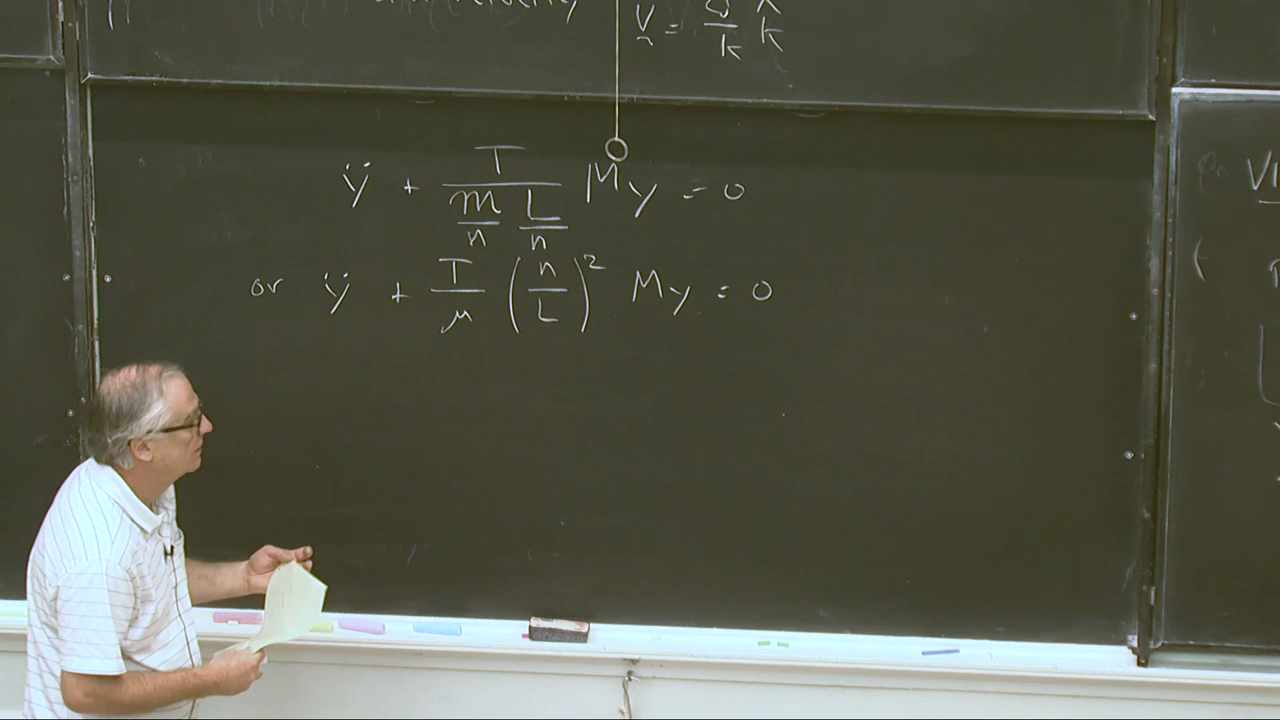 V = ω/k k
ÿ + T/(m/n L/n) My = 0
or ÿ + T/μ (n/L)² My = 0